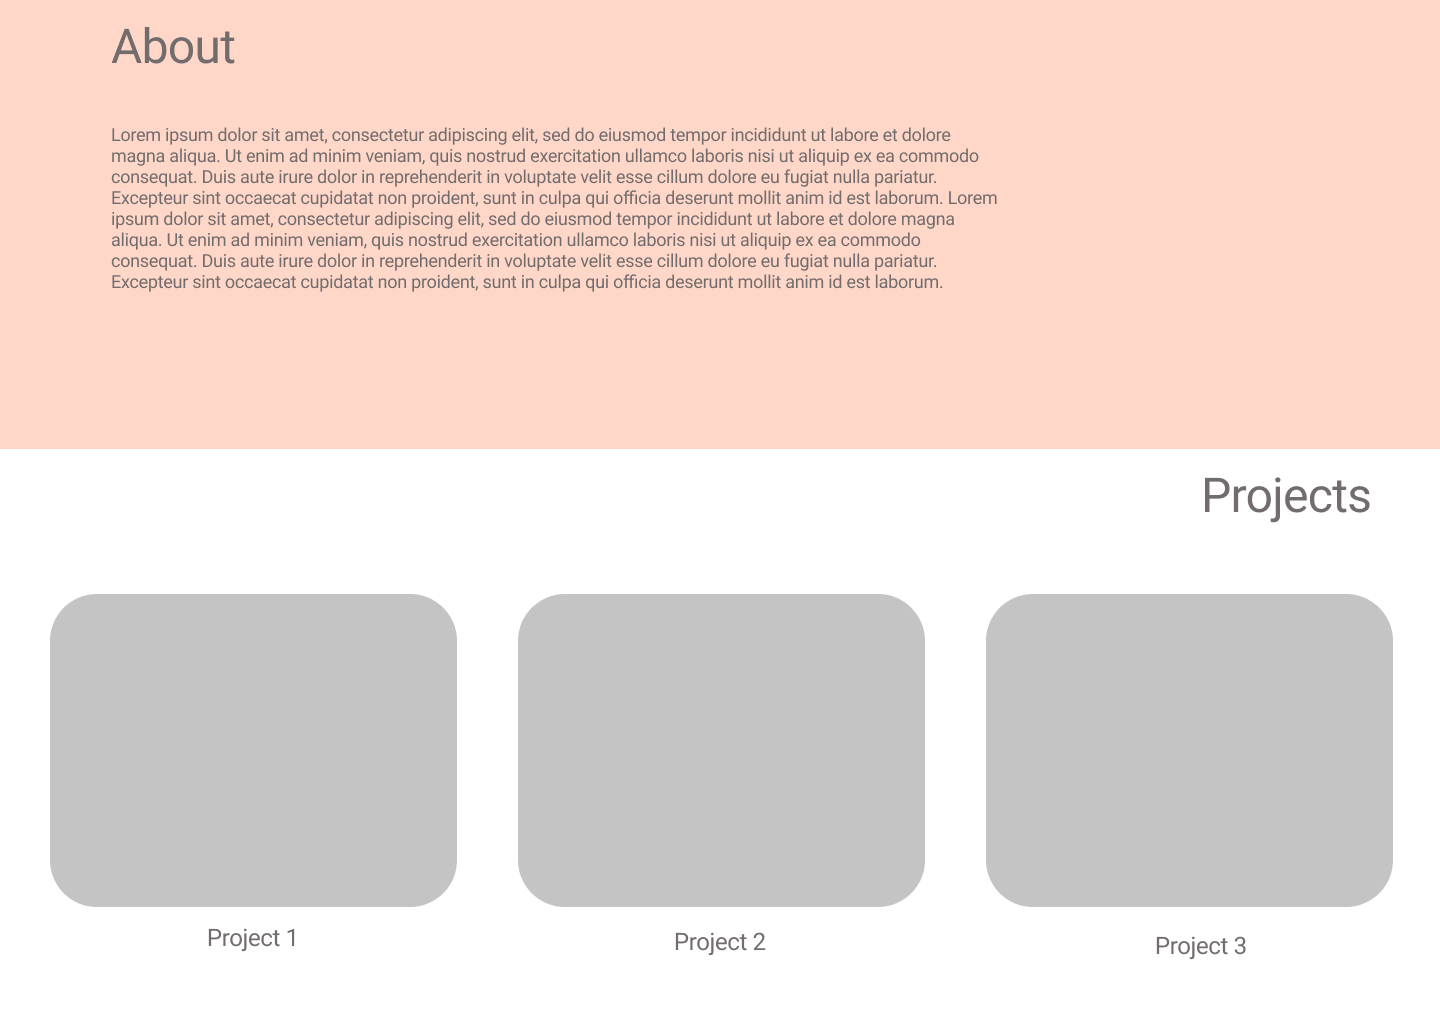 About
Lorem ipsum dolor sit amet, consectetur adipiscing elit, sed do eiusmod tempor incididunt ut labore et dolore
magna aliqua. Ut enim ad minim veniam, quis nostrud exercitation ullamco laboris nisi ut aliquip ex ea commodo
consequat. Duis aute irure dolor in reprehenderit in voluptate velit esse cillum dolore eu fugiat nulla pariatur.
Excepteur sint occaecat cupidatat non proident, sunt in culpa qui officia deserunt mollit anim id est laborum. Lorem
ipsum dolor sit amet, consectetur adipiscing elit, sed do eiusmod tempor incididunt ut labore et dolore magna
aliqua. Ut enim ad minim veniam, quis nostrud exercitation ullamco laboris nisi ut aliquip ex ea commodo
consequat. Duis aute irure dolor in reprehenderit in voluptate velit esse cillum dolore eu fugiat nulla pariatur.
Excepteur sint occaecat cupidatat non proident, sunt in culpa qui officia deserunt mollit anim id est laborum.
Projects
Project 1
Project 2
Project 3